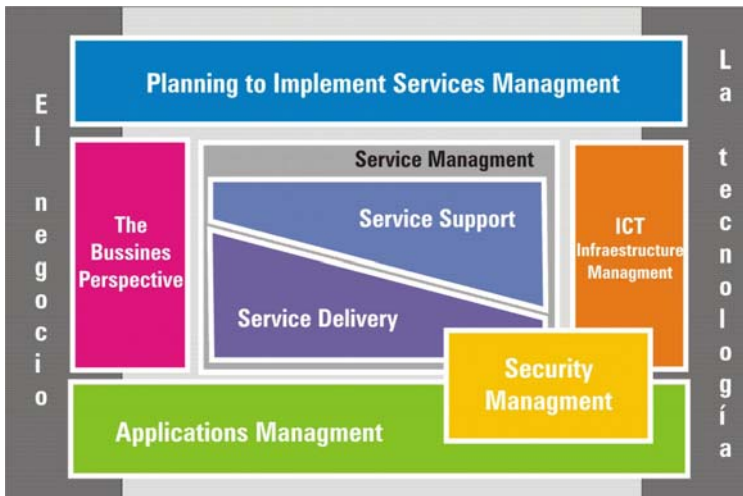 El negocio
Planning to Implement Services Managment
La tecnología
The
Bussines
Perspective
Service Managment
Service Support
Service Delivery
ICT
Infraestructure
Managment
Security
Managment
Applications Managment